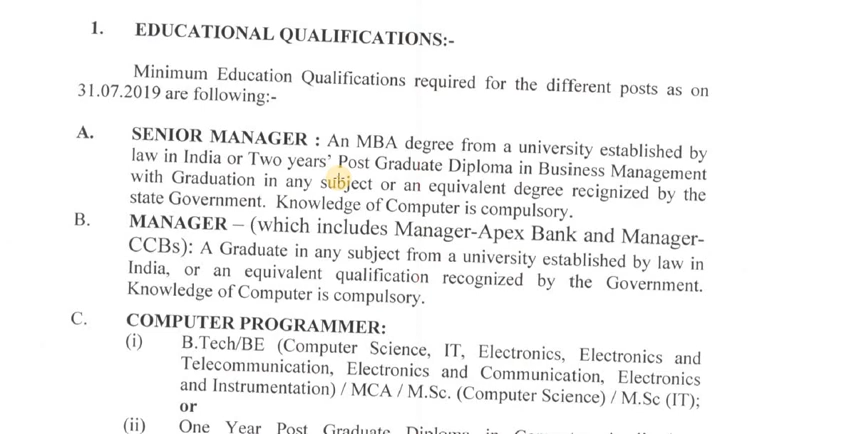 1. EDUCATIONAL QUALIFICATIONS:-
Minimum Education Qualifications required for the different posts as on
31.07.2019 are following:-
A. SENIOR MANAGER : An MBA degree from a university established by
law in India or Two years' Post Graduate Diploma in Business Management
with Graduation in any subject or an equivalent degree recignized by the
state Government. Knowledge of Computer is compulsory.
B. MANAGER – (which includes Manager-Apex Bank and Manager-
CCBs): A Graduate in any subject from a university established by law in
India, or an equivalent qualification recognized by the Government.
Knowledge of Computer is compulsory.
C. COMPUTER PROGRAMMER:
(i) B.Tech/BE (Computer Science, IT, Electronics, Electronics and
Telecommunication, Electronics and Communication, Electronics
and Instrumentation) / MCA / M.Sc. (Computer Science) / M.Sc (IT);
or
(ii) One Year Post Graduate Diploma in